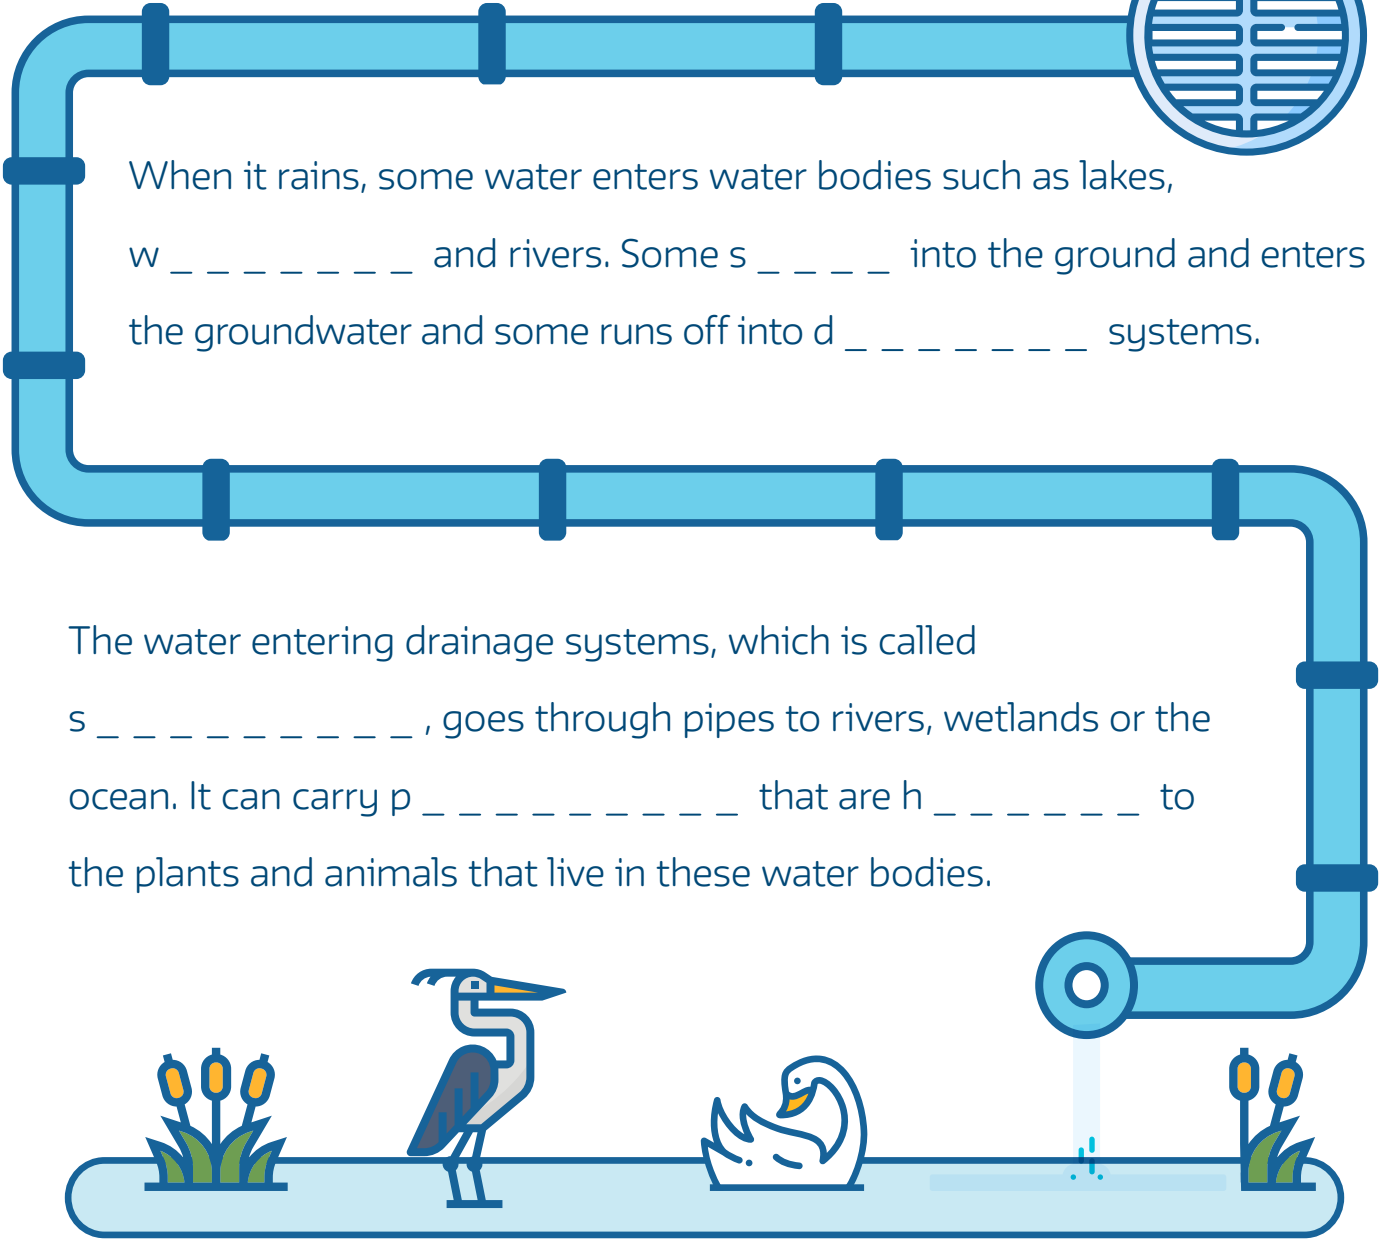 When it rains, some water enters water bodies such as lakes,
w _ _ _ _ _ _ _ and rivers. Some s _ _ _ _ into the ground and enters
the groundwater and some runs off into d _ _ _ _ _ _ _ systems.
The water entering drainage systems, which is called
s _ _ _ _ _ _ _ _ _ , goes through pipes to rivers, wetlands or the
ocean. It can carry p _ _ _ _ _ _ _ _ _ that are h _ _ _ _ _ _ to
the plants and animals that live in these water bodies.